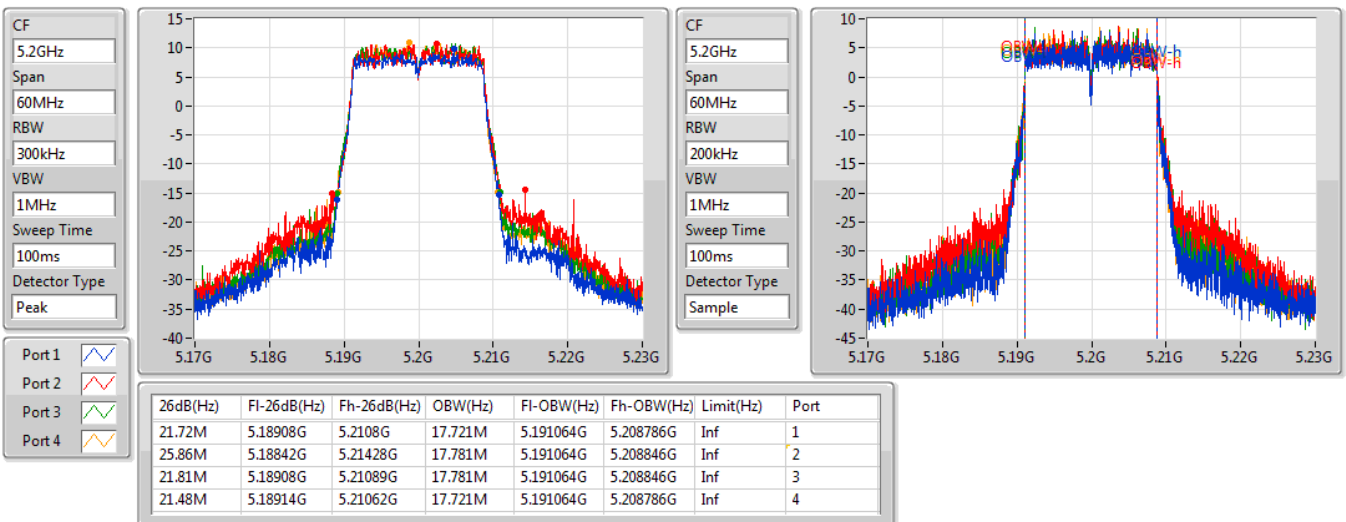 CF
5.2GHz
Span
60MHz
RBW
300kHz
VBW
1MHz
Sweep Time
100ms
Detector Type
Peak
15
10
5
0
-5
-10
-15
-20
-25
-30
-35
-40
5.17G 5.18G 5.19G 5.2G 5.21G 5.22G 5.23G
CF
5.2GHz
Span
60MHz
RBW
200kHz
VBW
1MHz
Sweep Time
100ms
Detector Type
Sample
10
5
0
-5
-10
-15
-20
-25
-30
-35
-40
-45
5.17G 5.18G 5.19G 5.2G 5.21G 5.22G 5.23G
OBW-h
Port 1
Port 2
Port 3
Port 4
26dB(Hz) Fl-26dB(Hz) Fh-26dB(Hz) OBW(Hz) Fl-OBW(Hz) Fh-OBW(Hz) Limit(Hz) Port
21.72M 5.18908G 5.2108G 17.721M 5.191064G 5.208786G Inf 1
25.86M 5.18842G 5.21428G 17.781M 5.191064G 5.208846G Inf 2
21.81M 5.18908G 5.21089G 17.781M 5.191064G 5.208846G Inf 3
21.48M 5.18914G 5.21062G 17.721M 5.191064G 5.208786G Inf 4